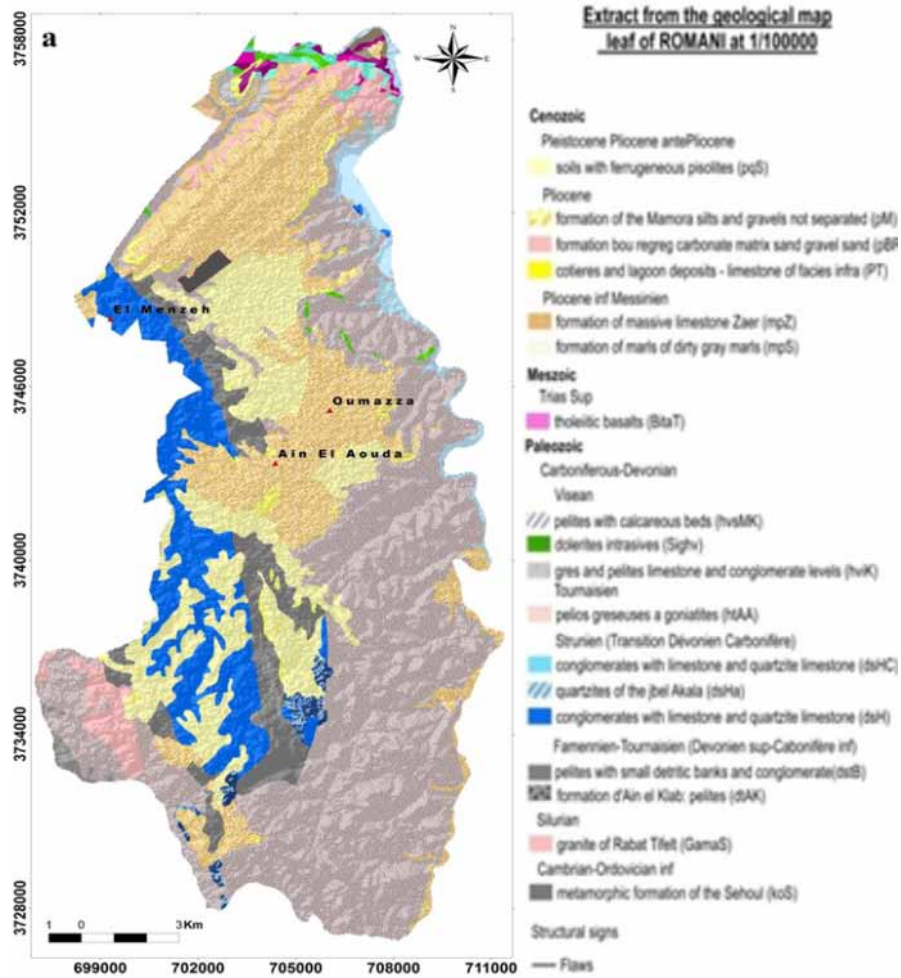 a
Extract from the geological map
leaf of ROMANI at 1/100000
N
W E
S
3758000
3752000
3746000
3740000
3734000
3728000
El Menzeh
Oumazza
Ain El Aouda
1 0 3 Km
699000 702000 705000 708000 711000
Cenozoic
Pleistocene Pliocene antePliocene
soils with ferrugeneous pisolites (pqS)
Pliocene
formation of the Mamora silts and gravels not separated (pM)
formation bou regreg carbonate matrix sand gravel sand (pBR
cotieres and lagoon deposits - limestone of facies infra (PT)
Pliocene inf Messinien
formation of massive limestone Zaer (mpZ)
formation of marls of dirty gray marls (mpS)
Meszoic
Trias Sup
tholeiitic basalts (BitaT)
Paleozoic
Carboniferous-Devonian
Visean
pelites with calcareous beds (hvsMK)
dolerites intrasives (Sighv)
gres and pelites limestone and conglomerate levels (hviK)
Tournaisien
pelios greseuses a goniatites (htAA)
Strunien (Transition Dévonien Carbonifère)
conglomerates with limestone and quartzite limestone (dsHC)
quartzites of the jbel Akala (dsHa)
conglomerates with limestone and quartzite limestone (dsH)
Famennien-Tournaisien (Devonien sup-Cabonifère inf)
pelites with small detritic banks and conglomerate(dstB)
formation d'Ain el Klab: pelites (dtAK)
Silurian
granite of Rabat Tifelt (GamaS)
Cambrian-Ordovician inf
metamorphic formation of the Sehoul (koS)
Structural signs
Flaws